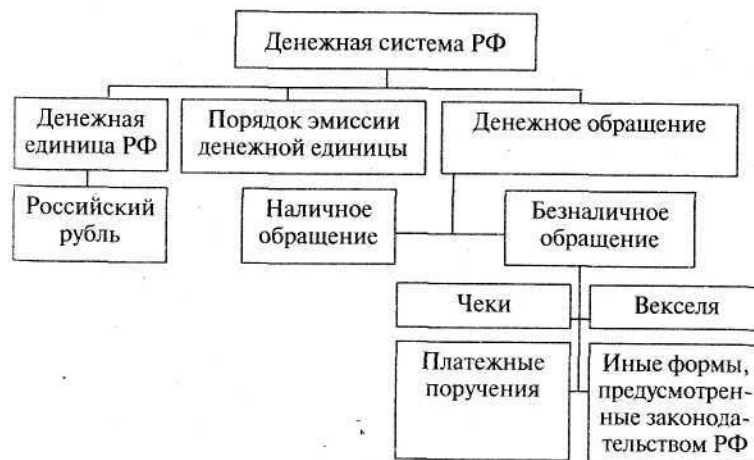 Денежная система РФ
Денежная
единица РФ
Порядок эмиссии
денежной единицы
Денежное обращение
Российский
рубль
Наличное
обращение
Безналичное
обращение
Чеки
Векселя
Платежные
поручения
Иные формы,
предусмотрен-
ные законода-
тельством РФ